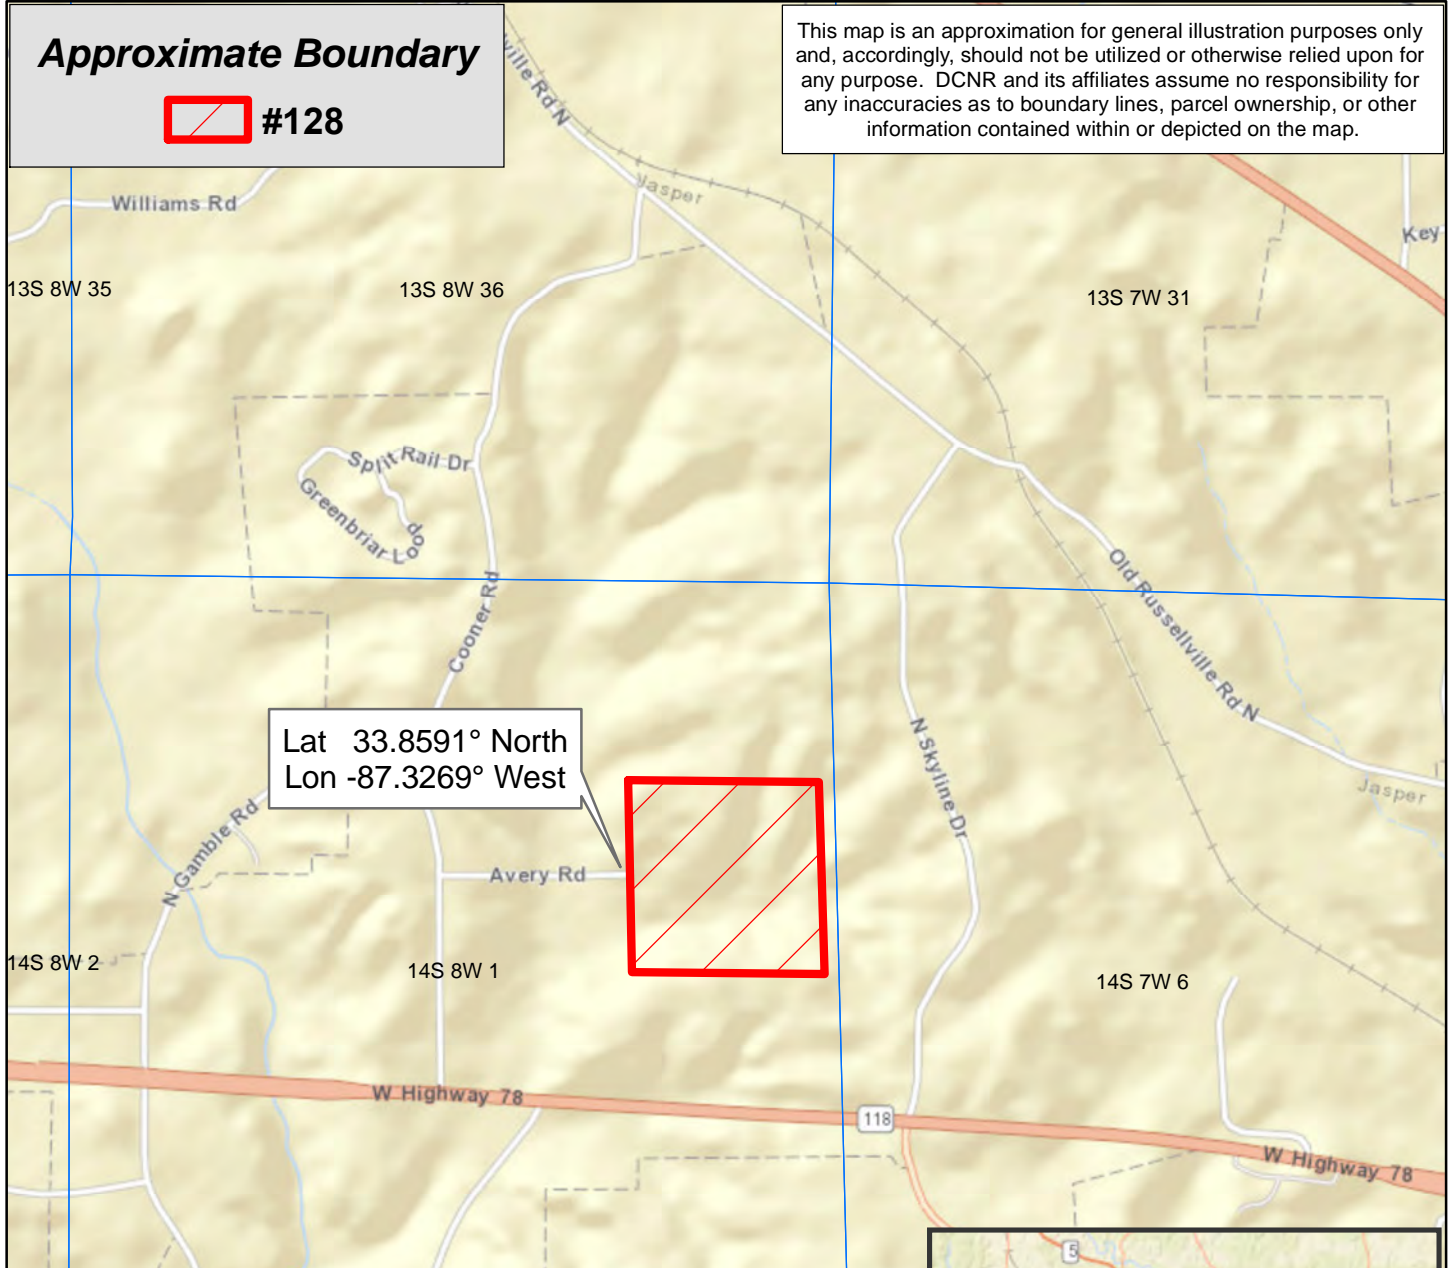 Approximate Boundary
#128
This map is an approximation for general illustration purposes only
and, accordingly, should not be utilized or otherwise relied upon for
any purpose. DCNR and its affiliates assume no responsibility for
any inaccuracies as to boundary lines, parcel ownership, or other
information contained within or depicted on the map.
ville Rd N
Jasper
Williams Rd
Key
13S 8W 35
13S 8W 36
13S 7W 31
Split Rail Dr
Greenbriar Loop
Old Russellville Rd N
Cooner Rd
Lat 33.8591° North
Lon -87.3269° West
N Skyline Dr
Jasper
N Gamble Rd
Avery Rd
14S 8W 2
14S 8W 1
14S 7W 6
W Highway 78
118
W Highway 78
5